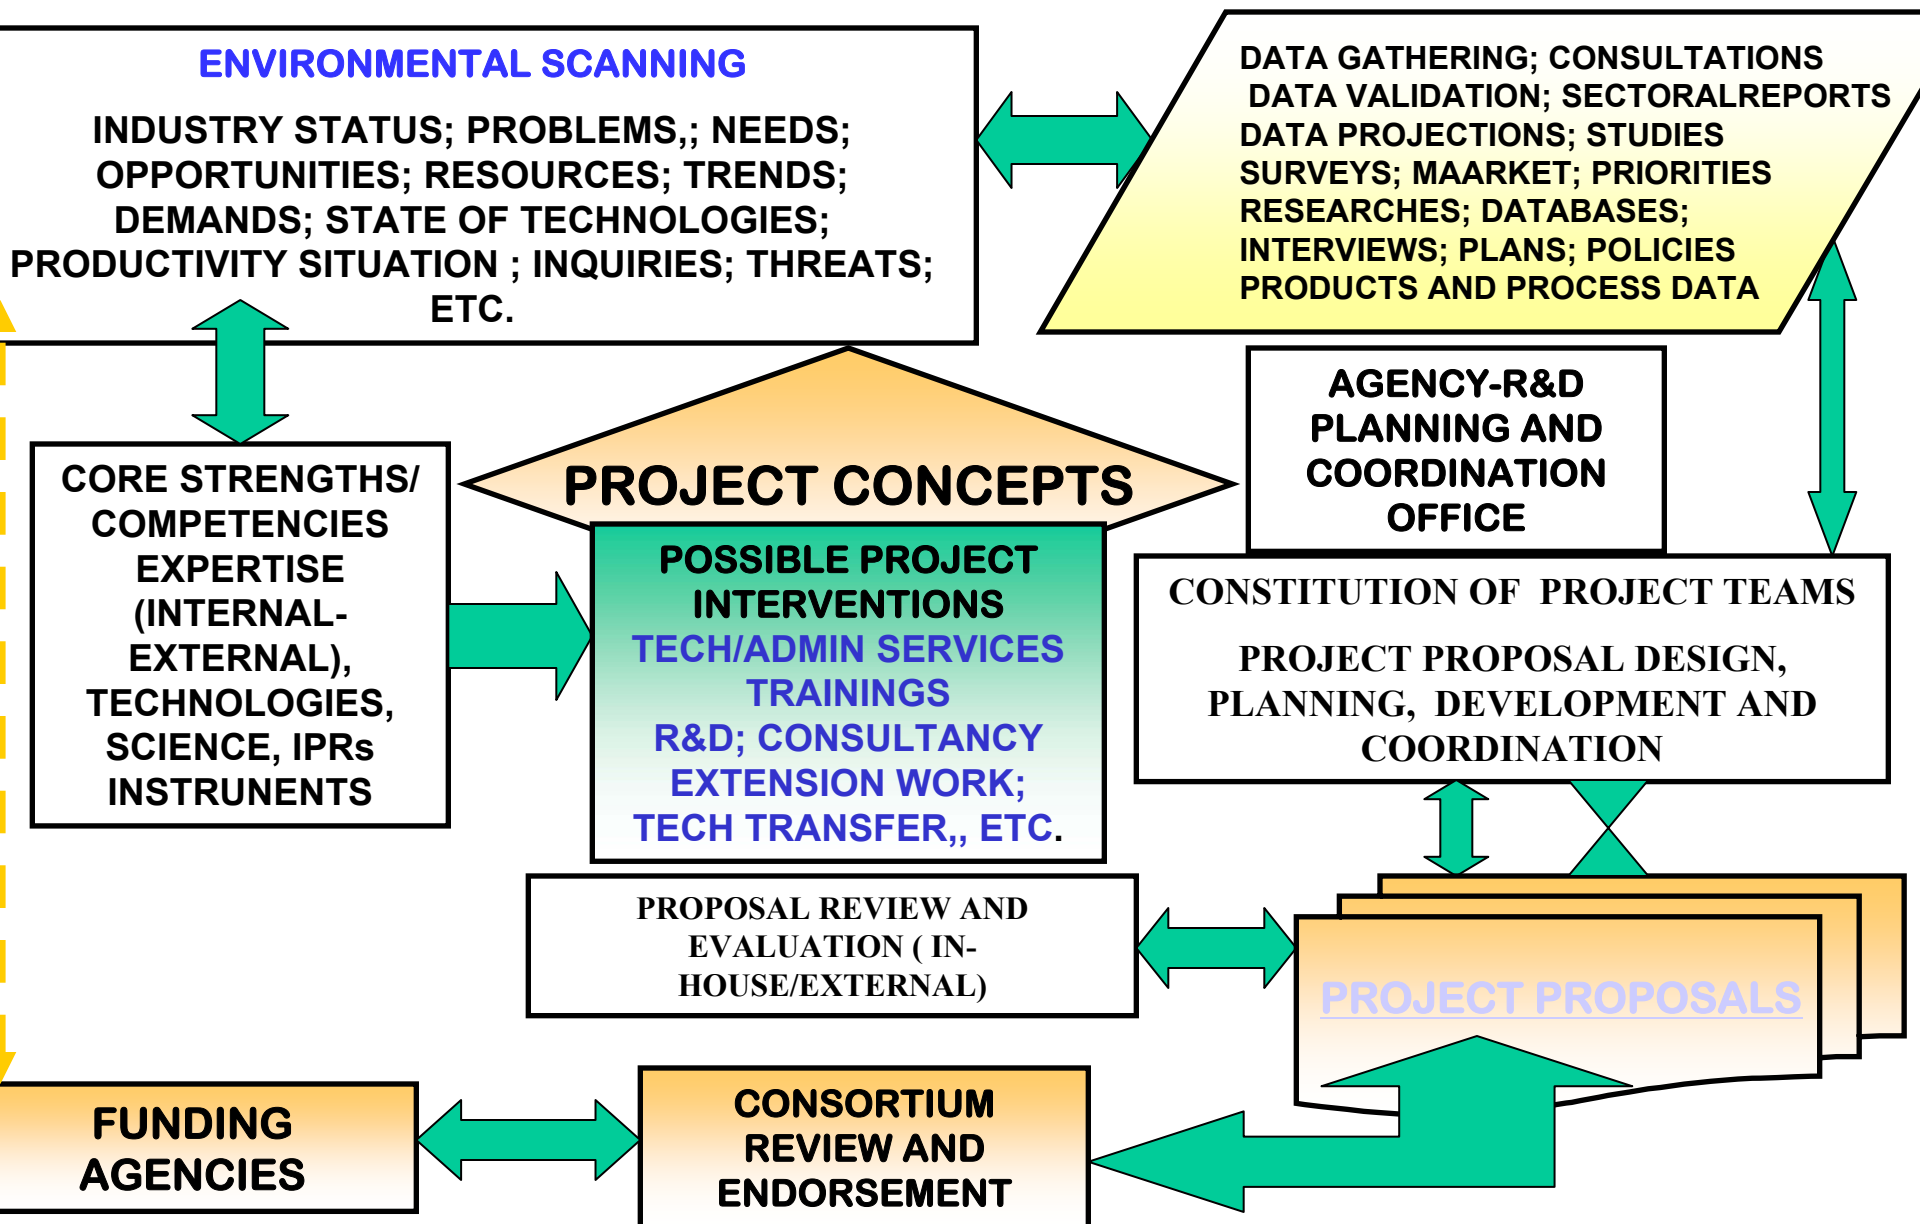 ENVIRONMENTAL SCANNING
INDUSTRY STATUS; PROBLEMS,; NEEDS;
OPPORTUNITIES; RESOURCES; TRENDS;
DEMANDS; STATE OF TECHNOLOGIES;
PRODUCTIVITY SITUATION ; INQUIRIES; THREATS;
ETC.
DATA GATHERING; CONSULTATIONS
DATA VALIDATION; SECTORALREPORTS
DATA PROJECTIONS; STUDIES
SURVEYS; MAARKET; PRIORITIES
RESEARCHES; DATABASES;
INTERVIEWS; PLANS; POLICIES
PRODUCTS AND PROCESS DATA
CORE STRENGTHS/
COMPETENCIES
EXPERTISE
(INTERNAL-
EXTERNAL),
TECHNOLOGIES,
SCIENCE, IPRs
INSTRUNENTS
PROJECT CONCEPTS
POSSIBLE PROJECT
INTERVENTIONS
TECH/ADMIN SERVICES
TRAININGS
R&D; CONSULTANCY
EXTENSION WORK;
TECH TRANSFER,, ETC.
AGENCY-R&D
PLANNING AND
COORDINATION
OFFICE
CONSTITUTION OF PROJECT TEAMS
PROJECT PROPOSAL DESIGN,
PLANNING, DEVELOPMENT AND
COORDINATION
PROPOSAL REVIEW AND
EVALUATION ( IN-
HOUSE/EXTERNAL)
PROJECT PROPOSALS
FUNDING
AGENCIES
CONSORTIUM
REVIEW AND
ENDORSEMENT